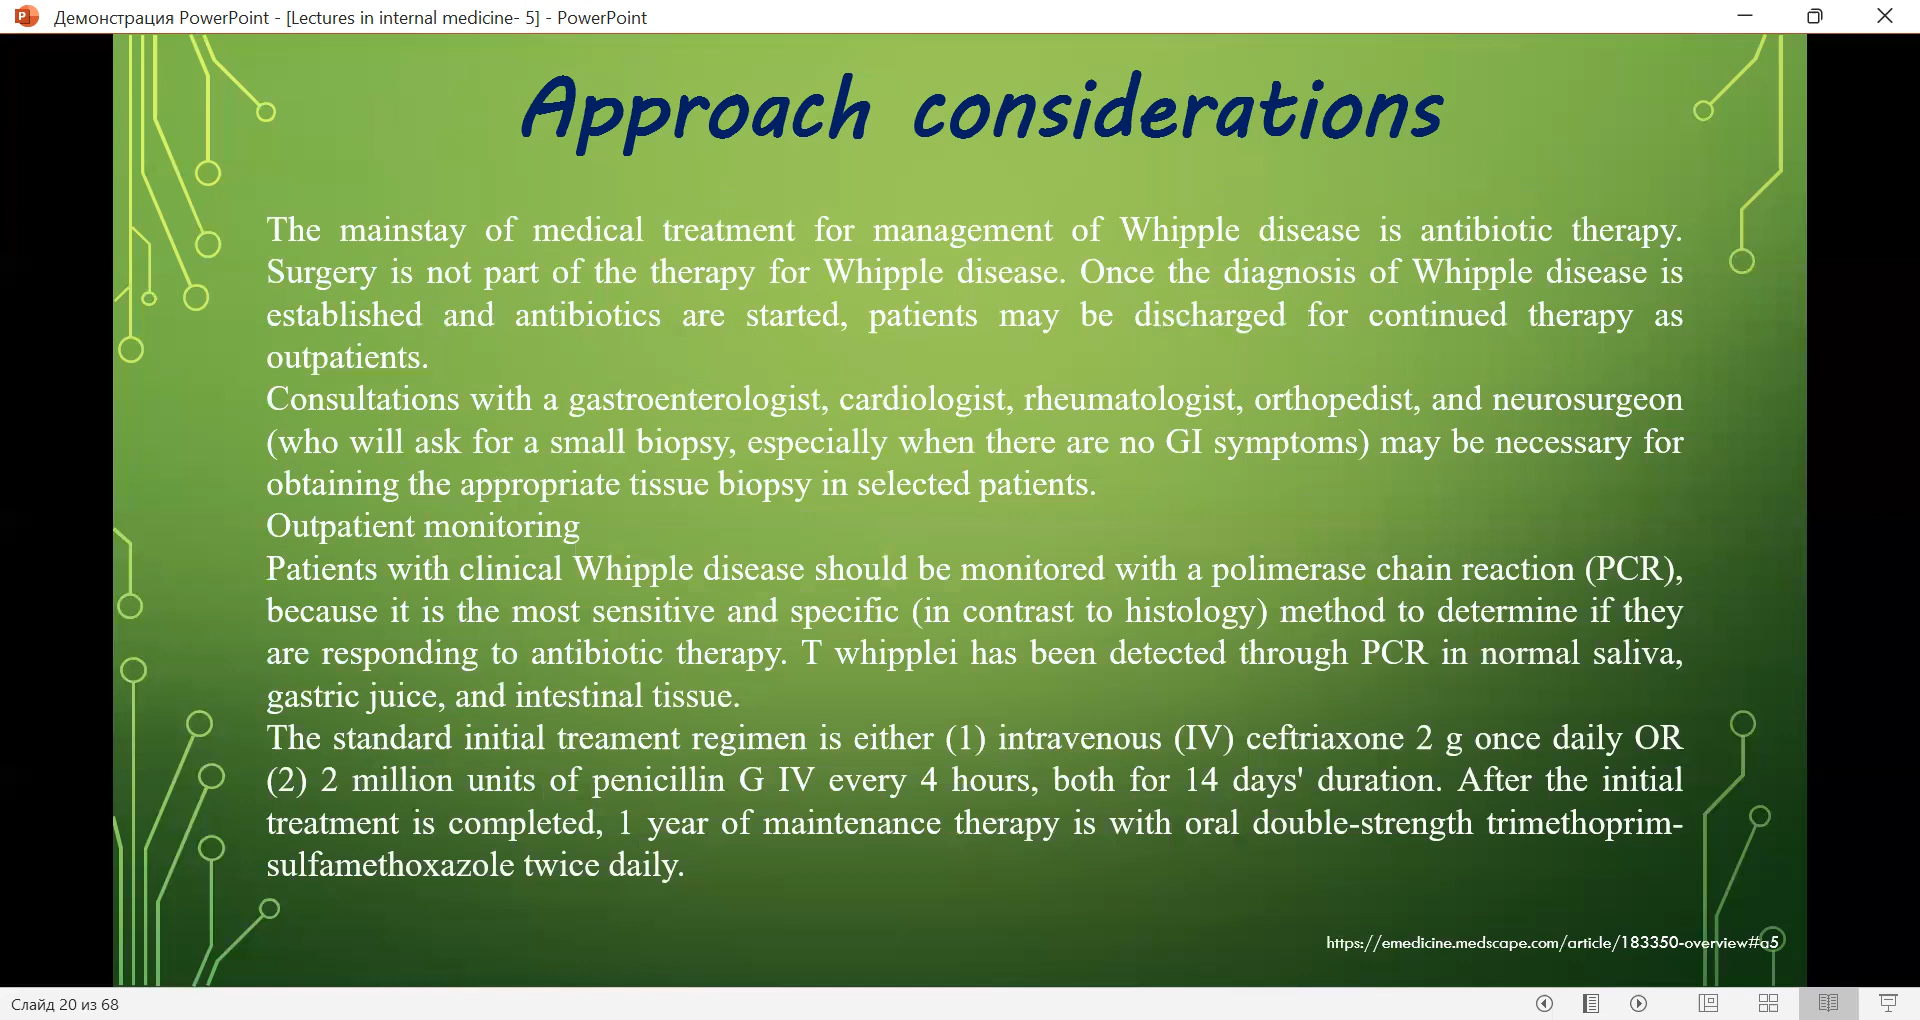 Демонстрация PowerPoint - [Lectures in internal medicine- 5] - PowerPoint
Approach considerations
The mainstay of medical treatment for management of Whipple disease is antibiotic therapy.
Surgery is not part of the therapy for Whipple disease. Once the diagnosis of Whipple disease is
established and antibiotics are started, patients may be discharged for continued therapy as
outpatients.
Consultations with a gastroenterologist, cardiologist, rheumatologist, orthopedist, and neurosurgeon
(who will ask for a small biopsy, especially when there are no GI symptoms) may be necessary for
obtaining the appropriate tissue biopsy in selected patients.
Outpatient monitoring
Patients with clinical Whipple disease should be monitored with a polimerase chain reaction (PCR),
because it is the most sensitive and specific (in contrast to histology) method to determine if they
are responding to antibiotic therapy. T whipplei has been detected through PCR in normal saliva,
gastric juice, and intestinal tissue.
The standard initial treament regimen is either (1) intravenous (IV) ceftriaxone 2 g once daily OR
(2) 2 million units of penicillin G IV every 4 hours, both for 14 days' duration. After the initial
treatment is completed, 1 year of maintenance therapy is with oral double-strength trimethoprim-
sulfamethoxazole twice daily.
https://emedicine.medscape.com/article/183350-overview#a5
Слайд 20 из 68